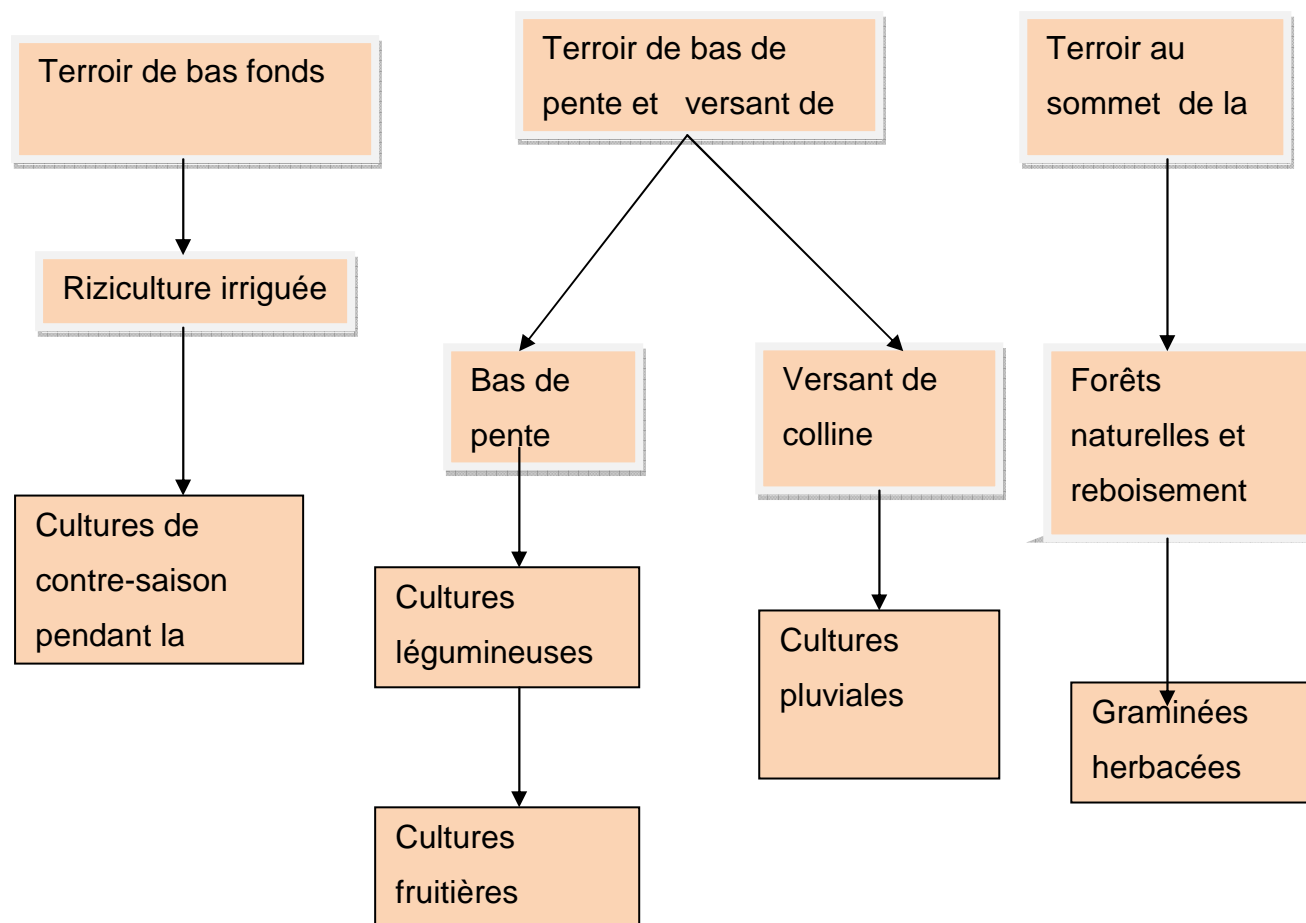 Terroir de bas fonds
Terroir de bas de
pente et versant de
Terroir au
sommet de la
Riziculture irriguée
Bas de
pente
Versant de
colline
Forêts
naturelles et
reboisement
Cultures de
contre-saison
pendant la
Cultures
légumineuses
Cultures
pluviales
Graminées
herbacées
Cultures
fruitières